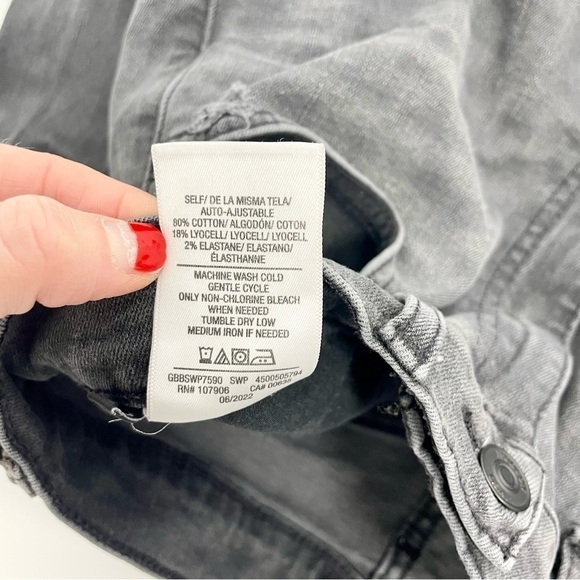 SELF/ DE LA MISMA TELA/
AUTO-AJUSTABLE
80% COTTON/ ALGODÓN/ COTON
18% LYOCELL/ LYOCELL/ LYOCELL
2% ELASTANE/ ELASTANO/
ÉLASTHANNE
MACHINE WASH COLD
GENTLE CYCLE
ONLY NON-CHLORINE BLEACH
WHEN NEEDED
TUMBLE DRY LOW
MEDIUM IRON IF NEEDED
GBBSWP7590 SWP 4500505794
RN# 107906 CA# 00635
06/2022